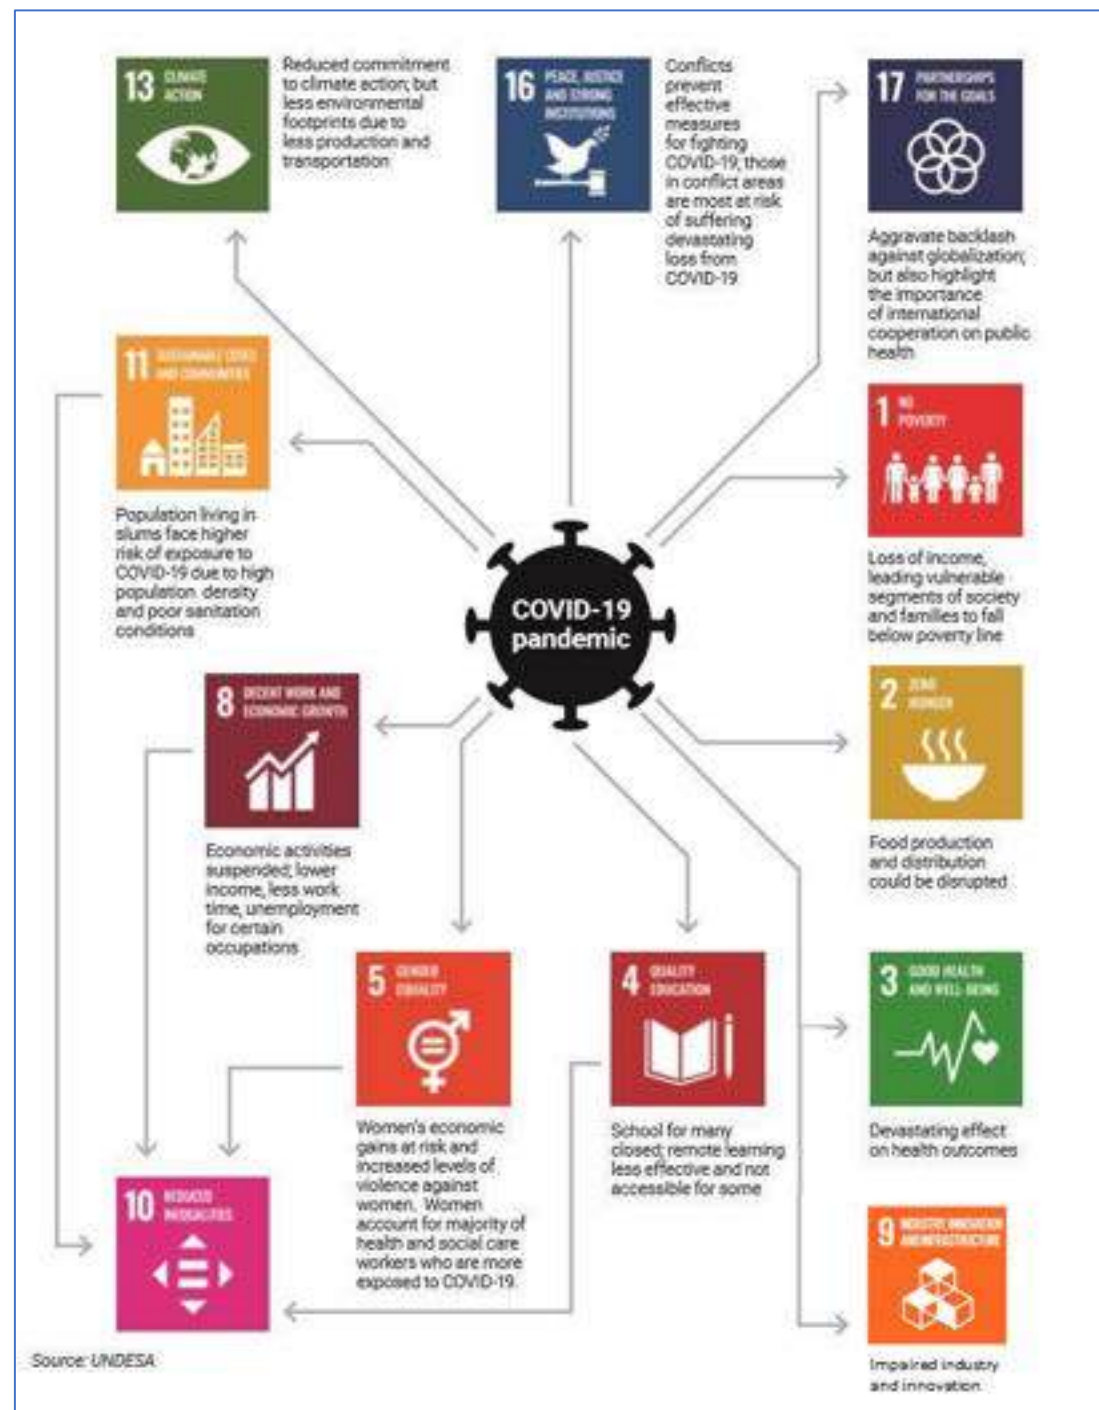 13 CLIMATE
ACTION
Reduced commitment
to climate action; but
less environmental
footprints due to
less production and
transportation
16 PEACE, JUSTICE
AND STRONG
INSTITUTIONS
Conflicts
prevent
effective
measures
for fighting
COVID-19; those
in conflict areas
are most at risk
of suffering
devastating
loss from
COVID-19
17 PARTNERSHIPS
FOR THE GOALS
Aggravate backlash
against globalization;
but also highlight
the importance
of international
cooperation on public
health
11 SUSTAINABLE CITIES
AND COMMUNITIES
Population living in
slums face higher
risk of exposure to
COVID-19 due to high
population density
and poor sanitation
conditions
1 NO
POVERTY
Loss of income,
leading vulnerable
segments of society
and families to fall
below poverty line
COVID-19
pandemic
8 DECENT WORK AND
ECONOMIC GROWTH
Economic activities
suspended; lower
income, less work
time, unemployment
for certain
occupations
2 ZERO
HUNGER
Food production
and distribution
could be disrupted
5 GENDER
EQUALITY
Women's economic
gains at risk and
increased levels of
violence against
women. Women
account for majority of
health and social care
workers who are more
exposed to COVID-19.
4 QUALITY
EDUCATION
School for many
closed; remote learning
less effective and not
accessible for some
3 GOOD HEALTH
AND WELL-BEING
Devastating effect
on health outcomes
10 REDUCED
INEQUALITIES
9 INDUSTRY, INNOVATION
AND INFRASTRUCTURE
Impaired industry
and innovation
Source: UNDESA